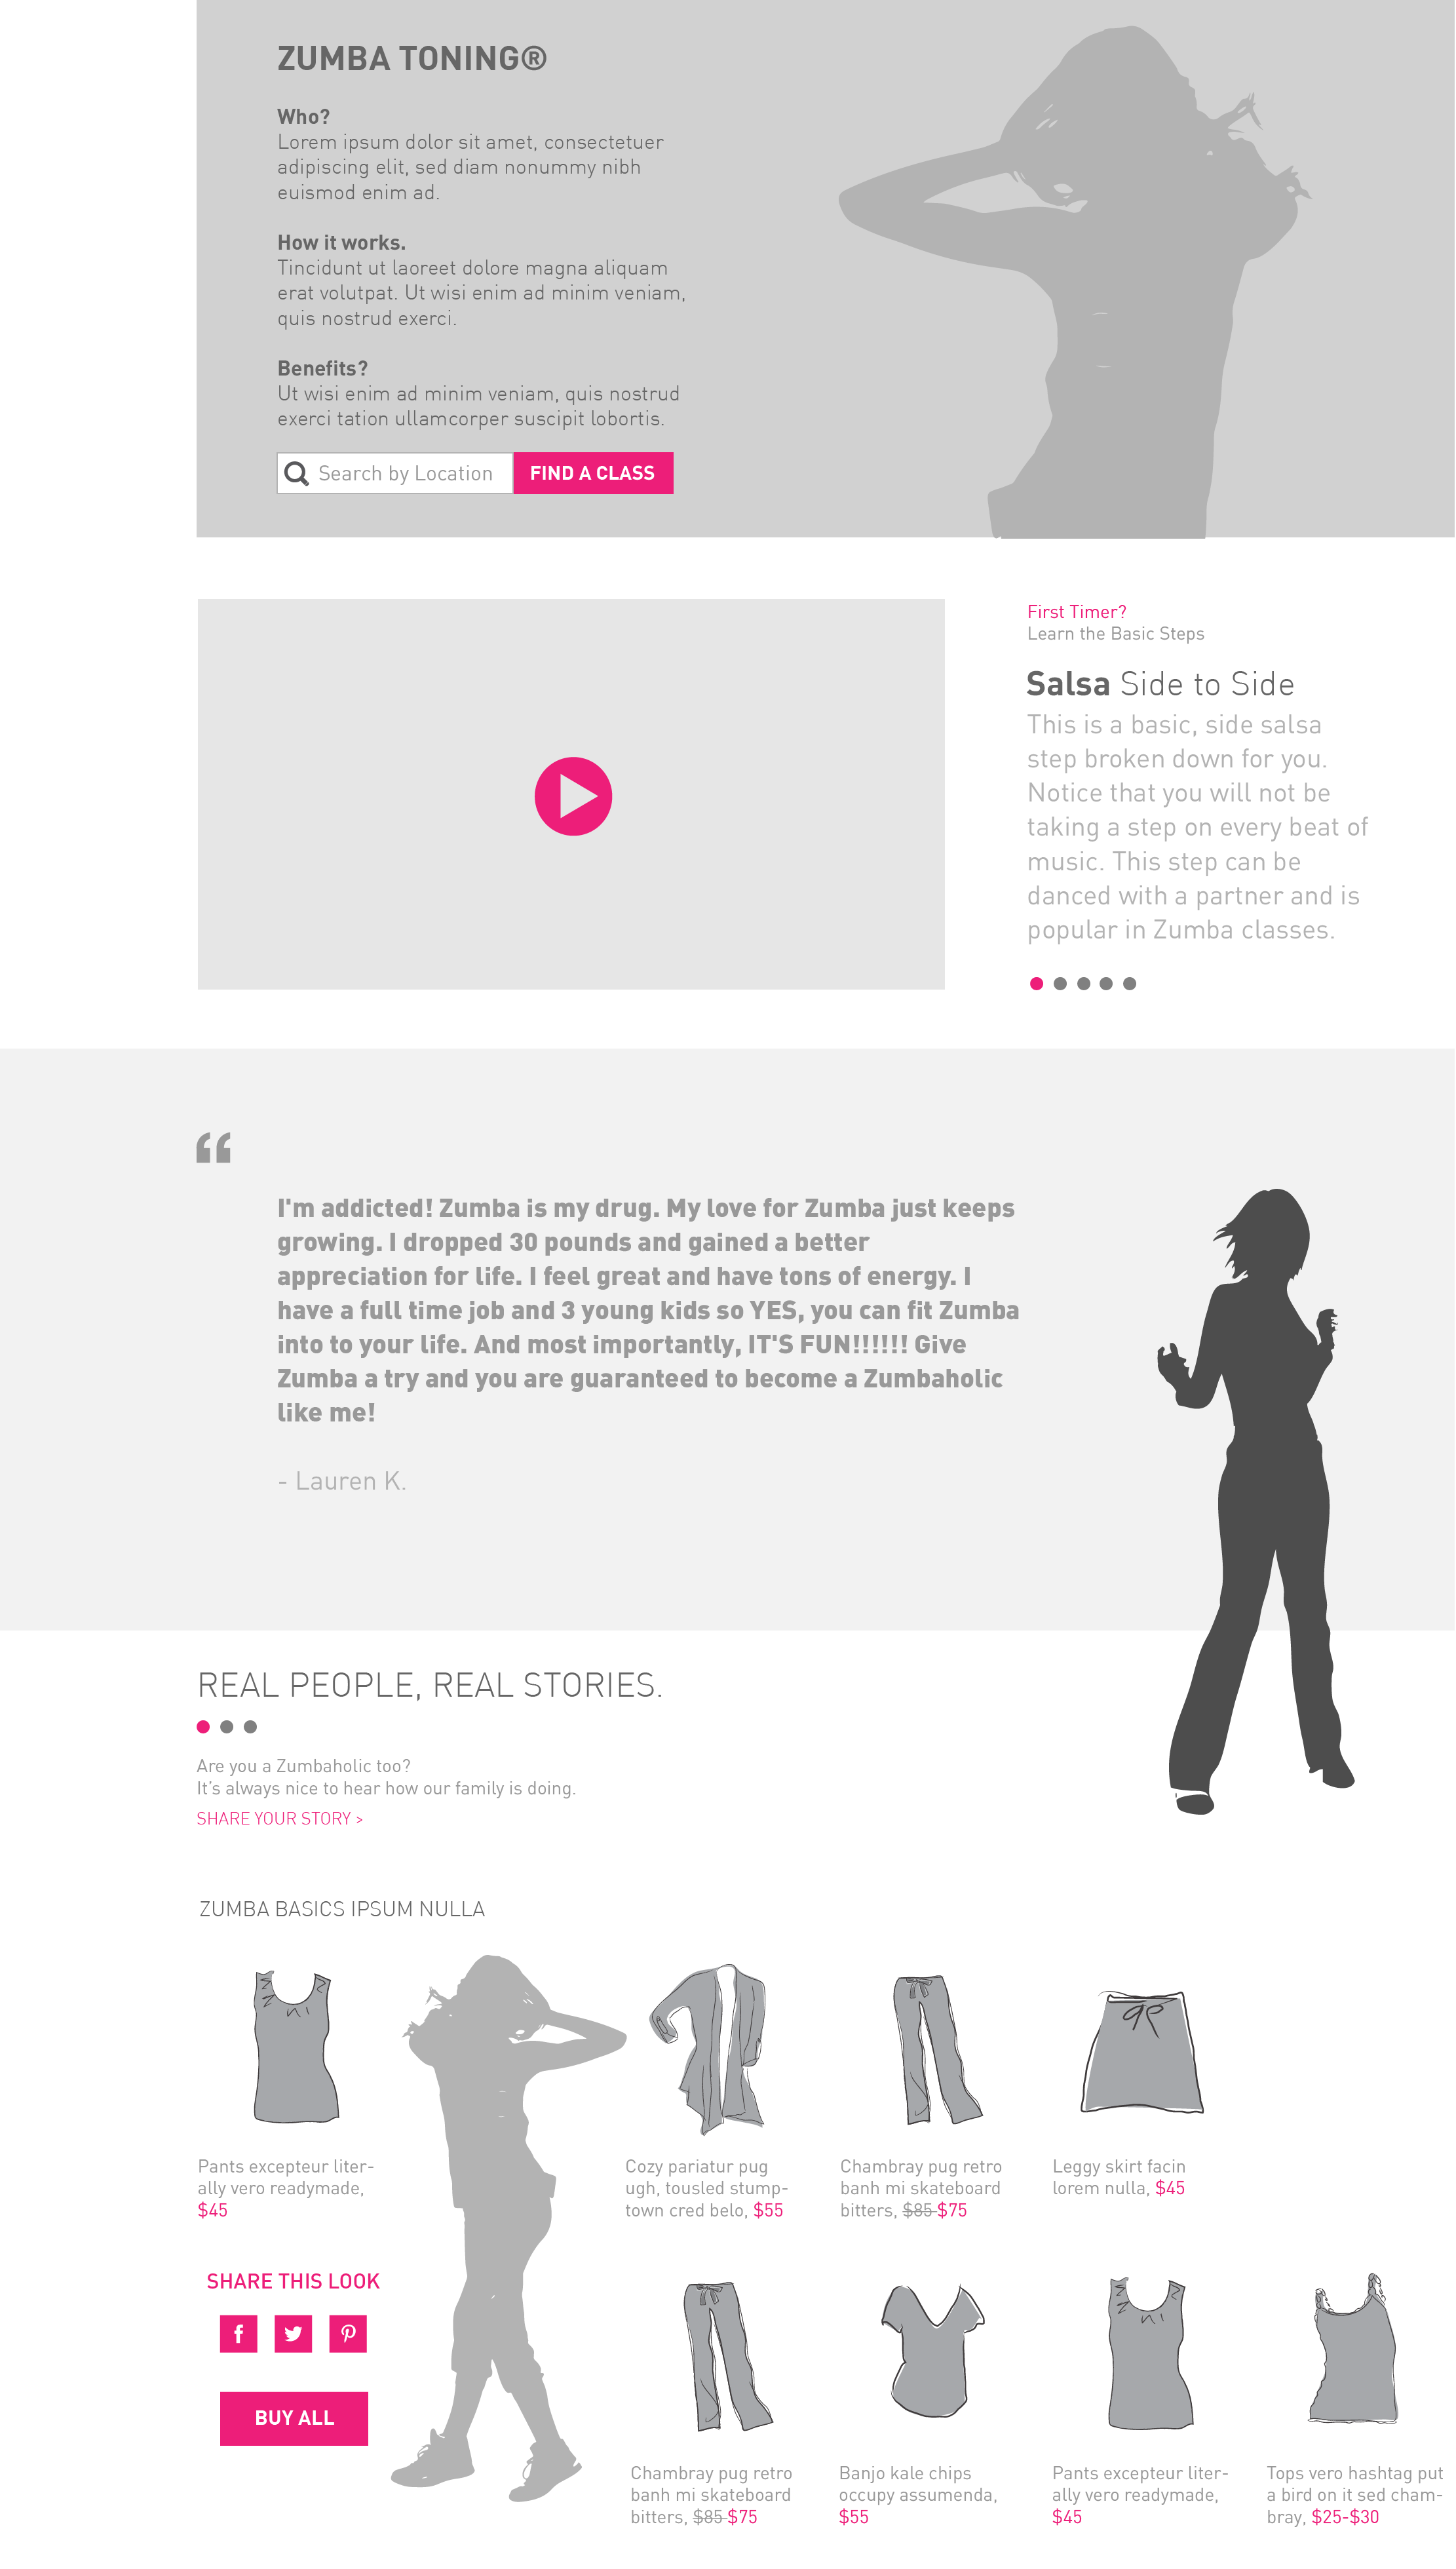 ZUMBA TONING®
Who?
Lorem ipsum dolor sit amet, consectetuer
adipiscing elit, sed diam nonummy nibh
euismod enim ad.
How it works.
Tincidunt ut laoreet dolore magna aliquam
erat volutpat. Ut wisi enim ad minim veniam,
quis nostrud exerci.
Benefits?
Ut wisi enim ad minim veniam, quis nostrud
exerci tation ullamcorper suscipit lobortis.
Search by Location FIND A CLASS
First Timer?
Learn the Basic Steps
Salsa Side to Side
This is a basic, side salsa
step broken down for you.
Notice that you will not be
taking a step on every beat of
music. This step can be
danced with a partner and is
popular in Zumba classes.
“
I'm addicted! Zumba is my drug. My love for Zumba just keeps
growing. I dropped 30 pounds and gained a better
appreciation for life. I feel great and have tons of energy. I
have a full time job and 3 young kids so YES, you can fit Zumba
into to your life. And most importantly, IT'S FUN!!!!!! Give
Zumba a try and you are guaranteed to become a Zumbaholic
like me!
- Lauren K.
REAL PEOPLE, REAL STORIES.
Are you a Zumbaholic too?
It’s always nice to hear how our family is doing.
SHARE YOUR STORY >
ZUMBA BASICS IPSUM NULLA
Pants excepteur liter-
ally vero readymade,
$45
Cozy pariatur pug
ugh, tousled stump-
town cred belo, $55
Chambray pug retro
banh mi skateboard
bitters, $85 $75
Leggy skirt facin
lorem nulla, $45
SHARE THIS LOOK
BUY ALL
Chambray pug retro
banh mi skateboard
bitters, $85 $75
Banjo kale chips
occupy assumenda,
$55
Pants excepteur liter-
ally vero readymade,
$45
Tops vero hashtag put
a bird on it sed cham-
bray, $25-$30